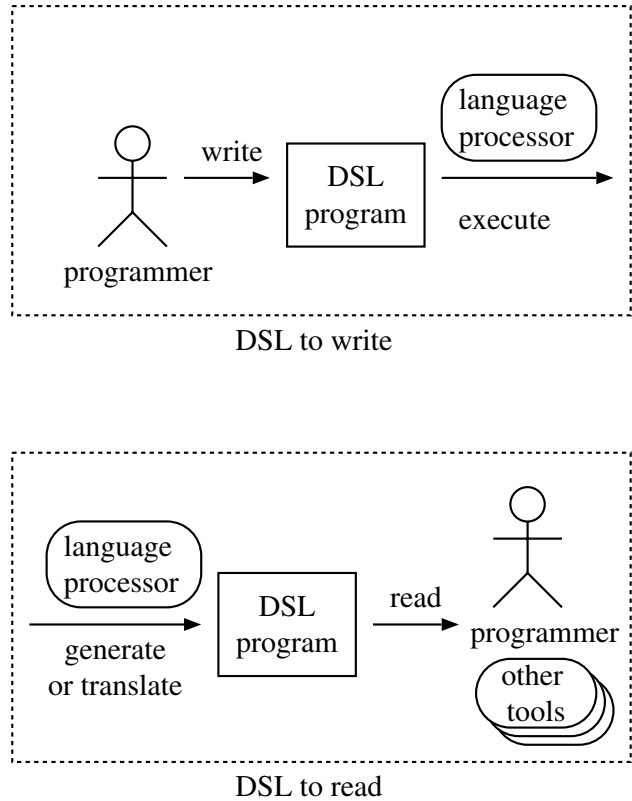 language
processor
write
DSL
program
execute
programmer
DSL to write
language
processor
DSL
program
read
generate
or translate
programmer
other
tools
DSL to read